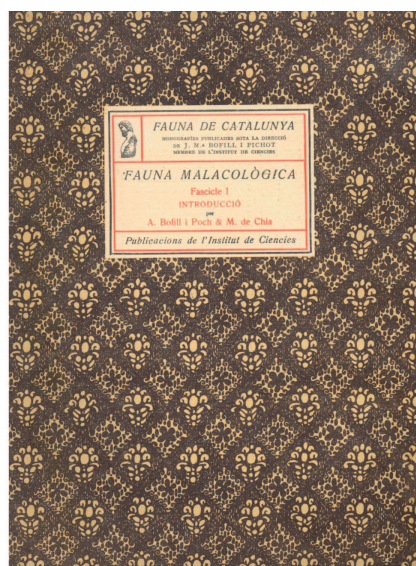 FAUNA DE CATALUNYA
MONOGRAFIES PUBLICADES SOTA LA DIRECCIÓ
DE J. M.ª BOFILL I PICHOT
MEMBRE DE L'INSTITUT DE CIENCIES
FAUNA MALACOLÒGICA
Fascicle I
INTRODUCCIÓ
per
A. Bofill i Poch & M. de Chia
Publicacions de l'Institut de Ciencies